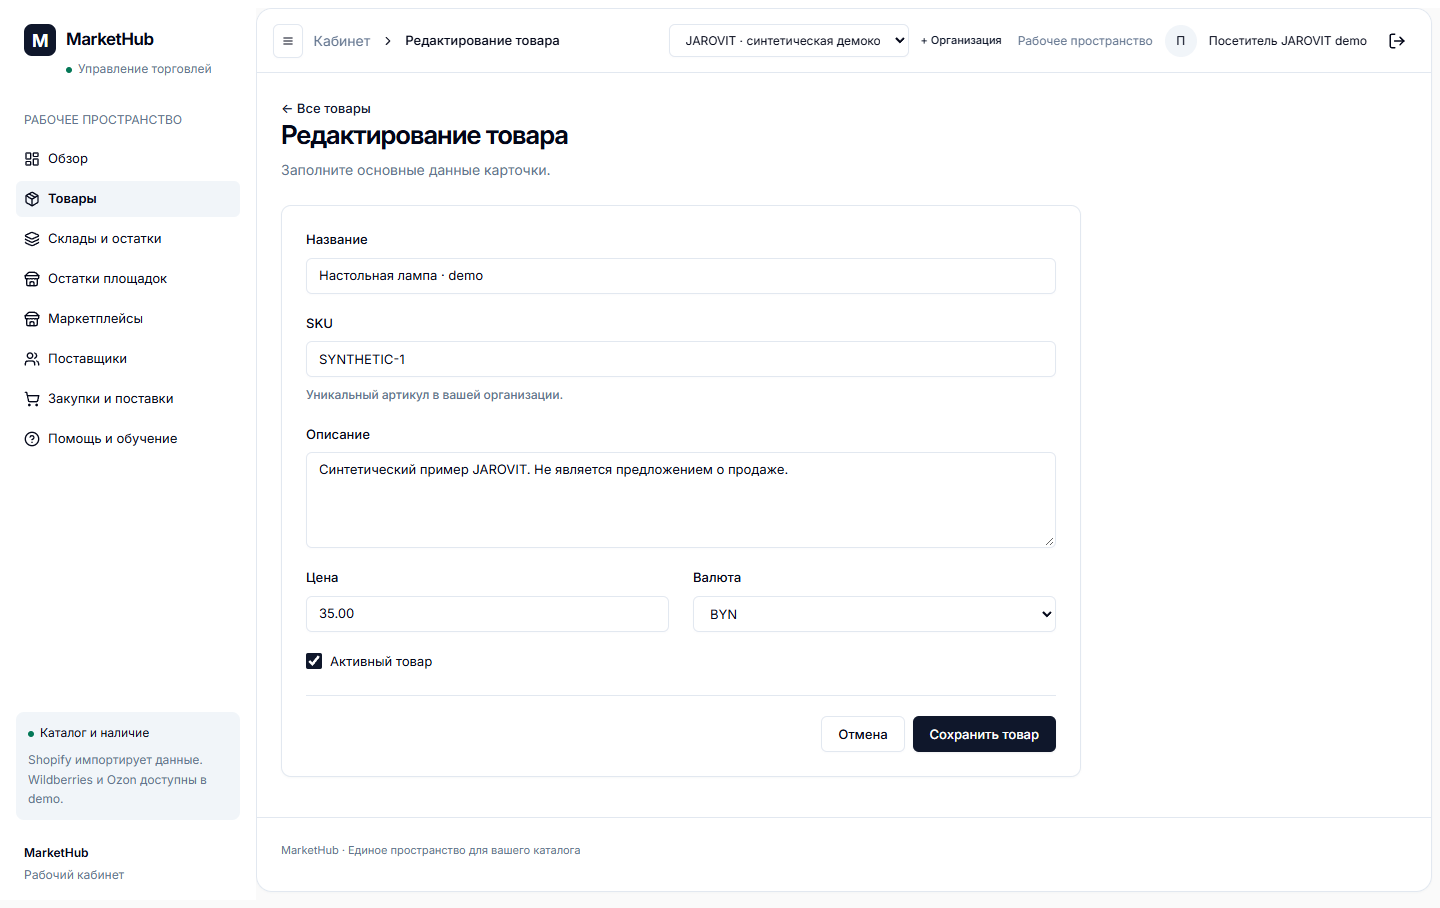 M MarketHub
Управление торговлей
РАБОЧЕЕ ПРОСТРАНСТВО
Обзор
Товары
Склады и остатки
Остатки площадок
Маркетплейсы
Поставщики
Закупки и поставки
Помощь и обучение
Каталог и наличие
Shopify импортирует данные.
Wildberries и Ozon доступны в
demo.
MarketHub
Рабочий кабинет
Кабинет > Редактирование товара
JAROVIT · синтетическая демоко
+ Организация
Рабочее пространство
П
Посетитель JAROVIT demo
← Все товары
Редактирование товара
Заполните основные данные карточки.
Название
Настольная лампа · demo
SKU
SYNTHETIC-1
Уникальный артикул в вашей организации.
Описание
Синтетический пример JAROVIT. Не является предложением о продаже.
Цена
35.00
Валюта
BYN
Активный товар
Отмена
Сохранить товар
MarketHub · Единое пространство для вашего каталога